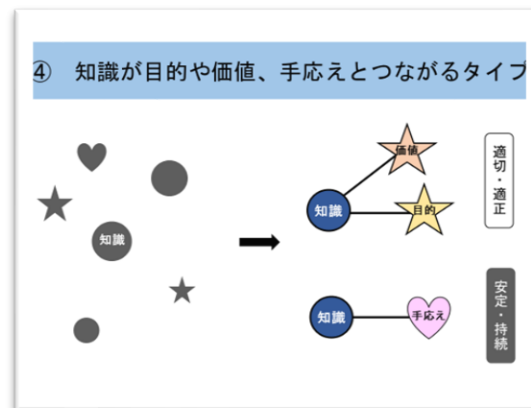 ④ 知識が目的や価値、手応えとつながるタイプ
知識
価値
知識
目的
適切・適正
知識
手応え
安定・持続